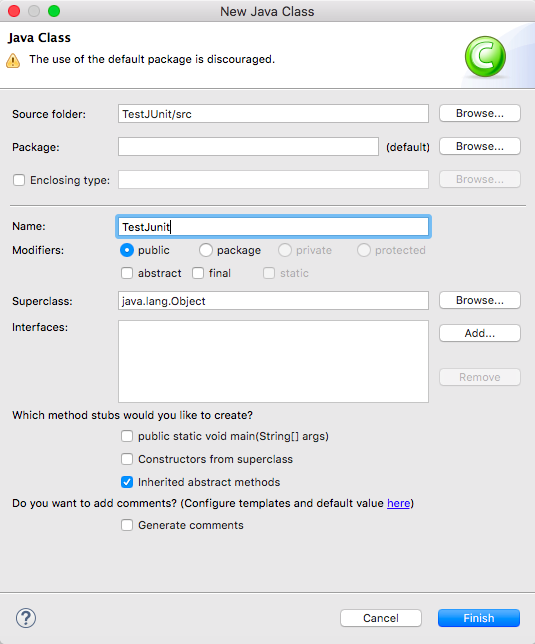 New Java Class
Java Class
The use of the default package is discouraged.
C
Source folder: TestJUnit/src Browse...
Package: (default) Browse...
Enclosing type: Browse...
Name: TestJunit
Modifiers: public package private protected
abstract final static
Superclass: java.lang.Object Browse...
Interfaces: Add...
Remove
Which method stubs would you like to create?
public static void main(String[] args)
Constructors from superclass
Inherited abstract methods
Do you want to add comments? (Configure templates and default value here)
Generate comments
? Cancel Finish